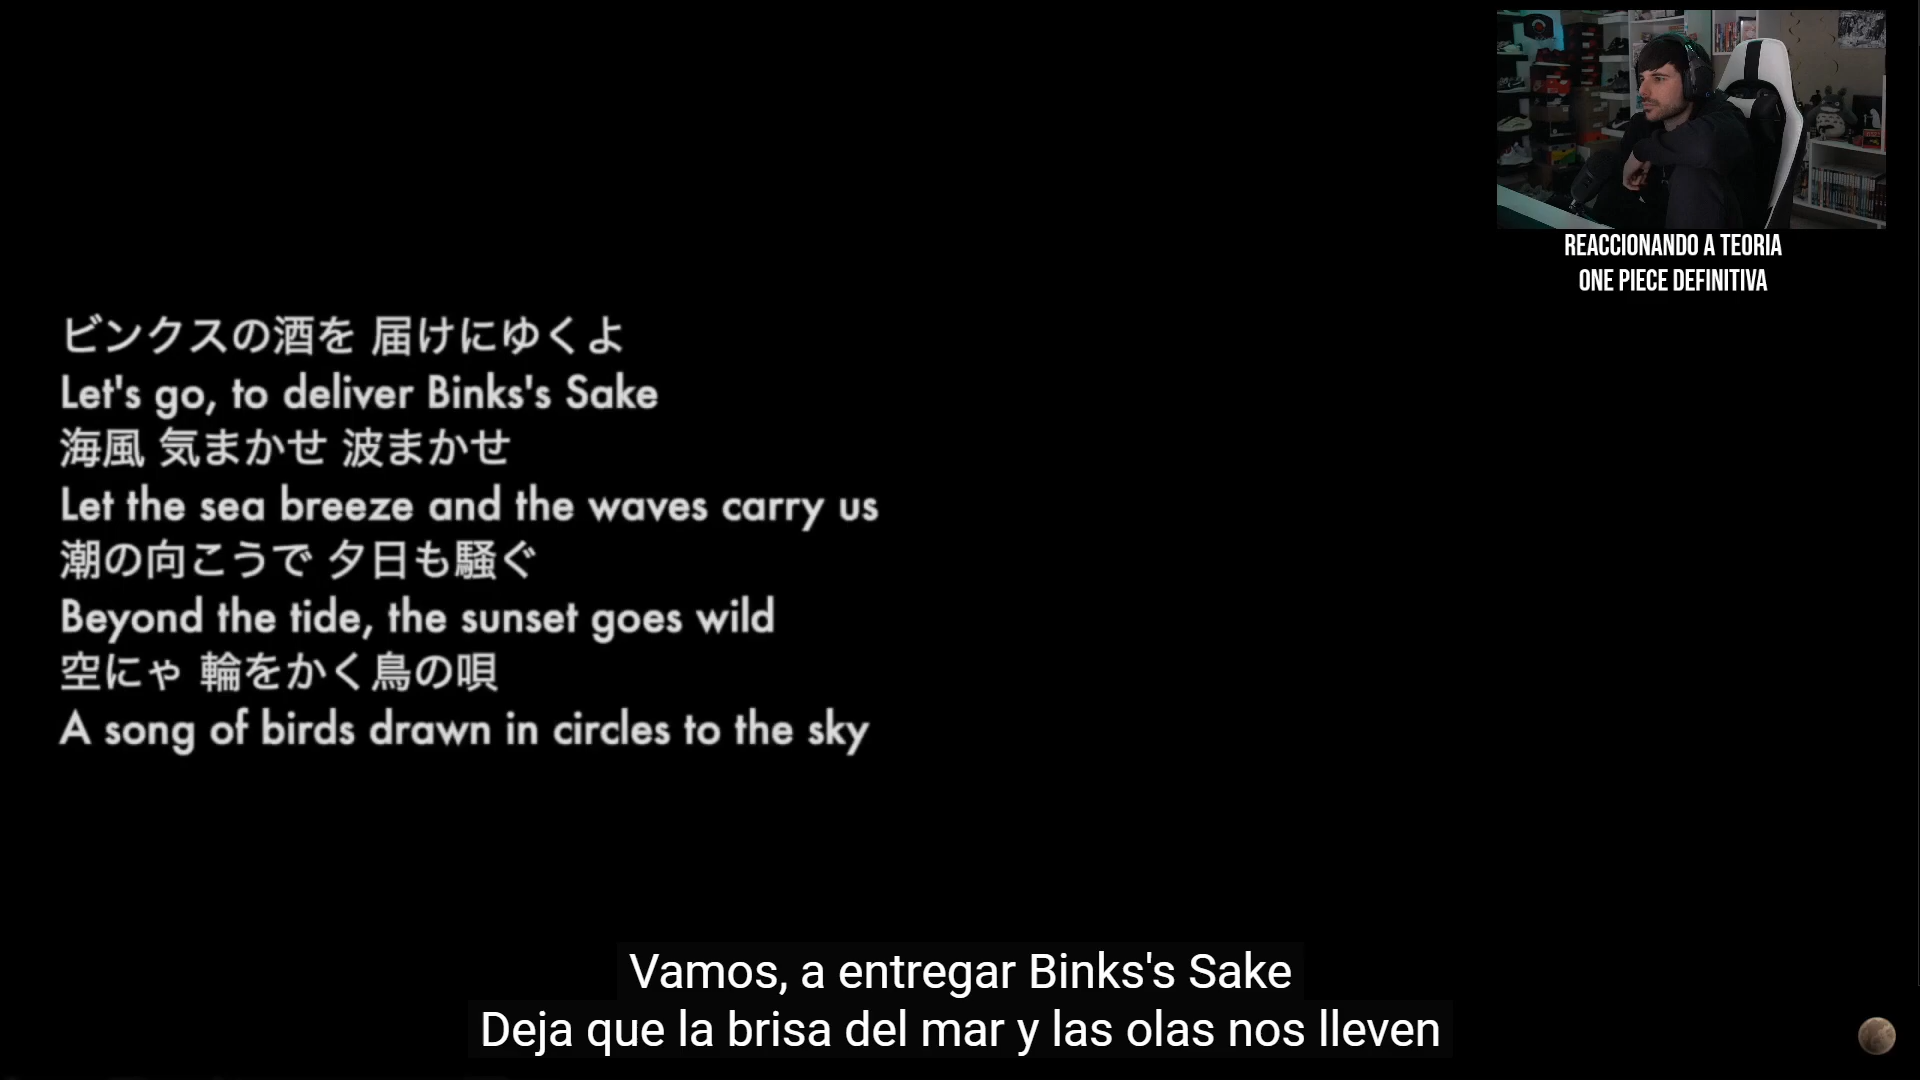 REACCIONANDO A TEORIA
ONE PIECE DEFINITIVA
ビンクスの酒を 届けにゆくよ
Let's go, to deliver Binks's Sake
海風 気まかせ 波まかせ
Let the sea breeze and the waves carry us
潮の向こうで 夕日も騒ぐ
Beyond the tide, the sunset goes wild
空にゃ 輪をかく鳥の唄
A song of birds drawn in circles to the sky
Vamos, a entregar Binks's Sake
Deja que la brisa del mar y las olas nos lleven